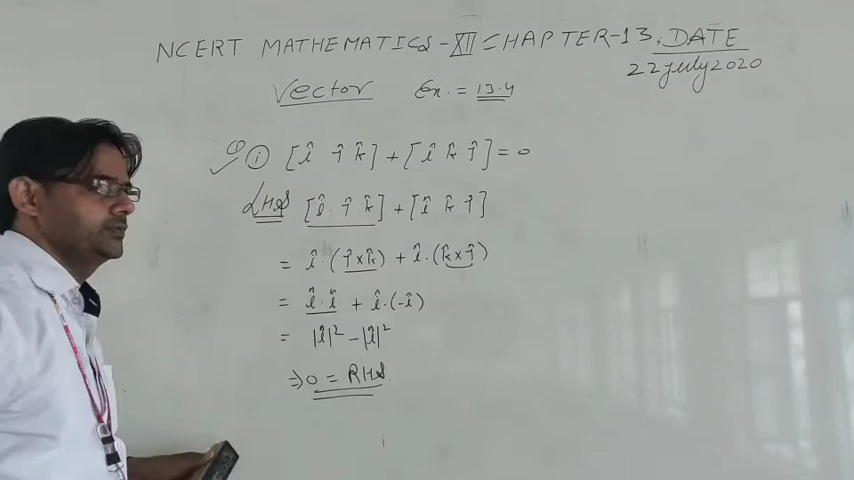 NCERT MATHEMATICS-XII CHAPTER-13, DATE
22 July 2020
Vector Ex. = 13.4
① (i) [î ĵ k̂] + [î k̂ ĵ] = 0
LHS [î ĵ k̂] + [î k̂ ĵ]
= î·(ĵ×k̂) + î·(k̂×ĵ)
= î·î + î·(-î)
= |î|² - |î|²
⇒ 0 = RHS.